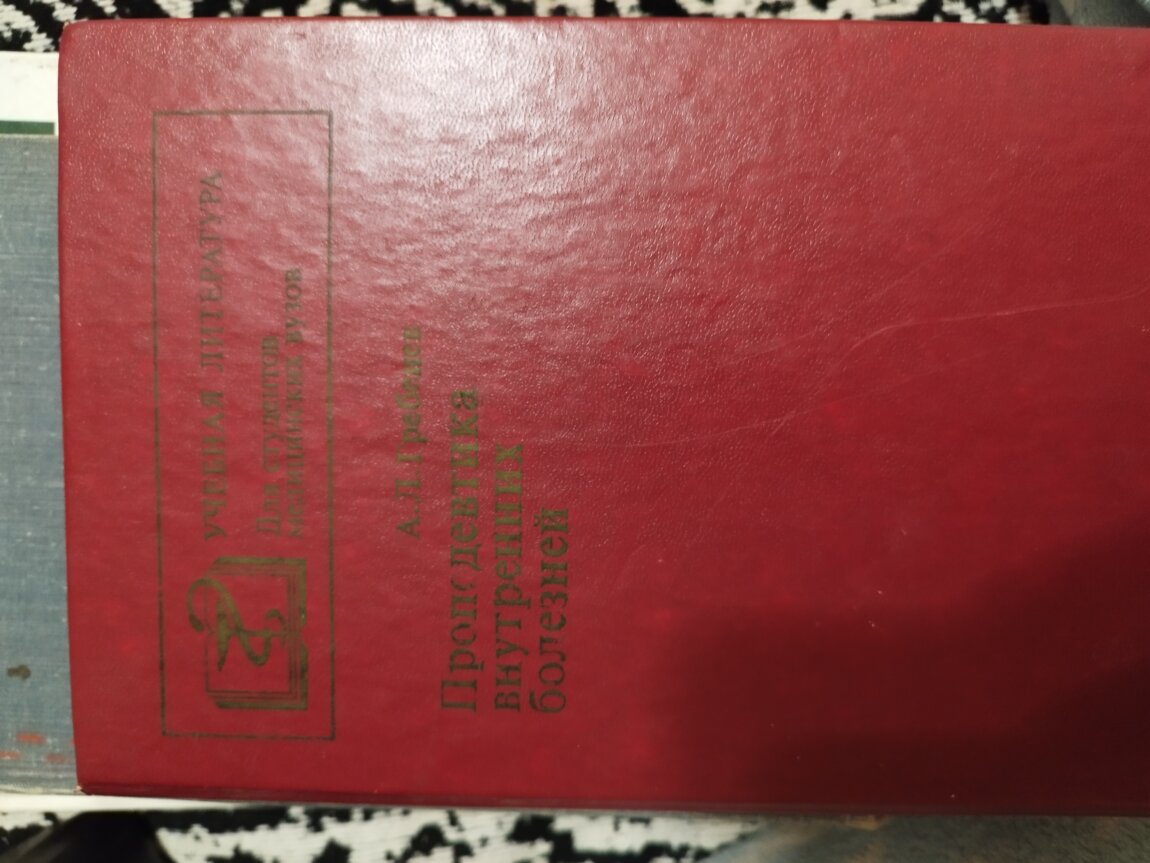 УЧЕБНАЯ ЛИТЕРАТУРА
Для студентов
медицинских вузов
А.Л.Гребенев
Пропедевтика
внутренних
болезней